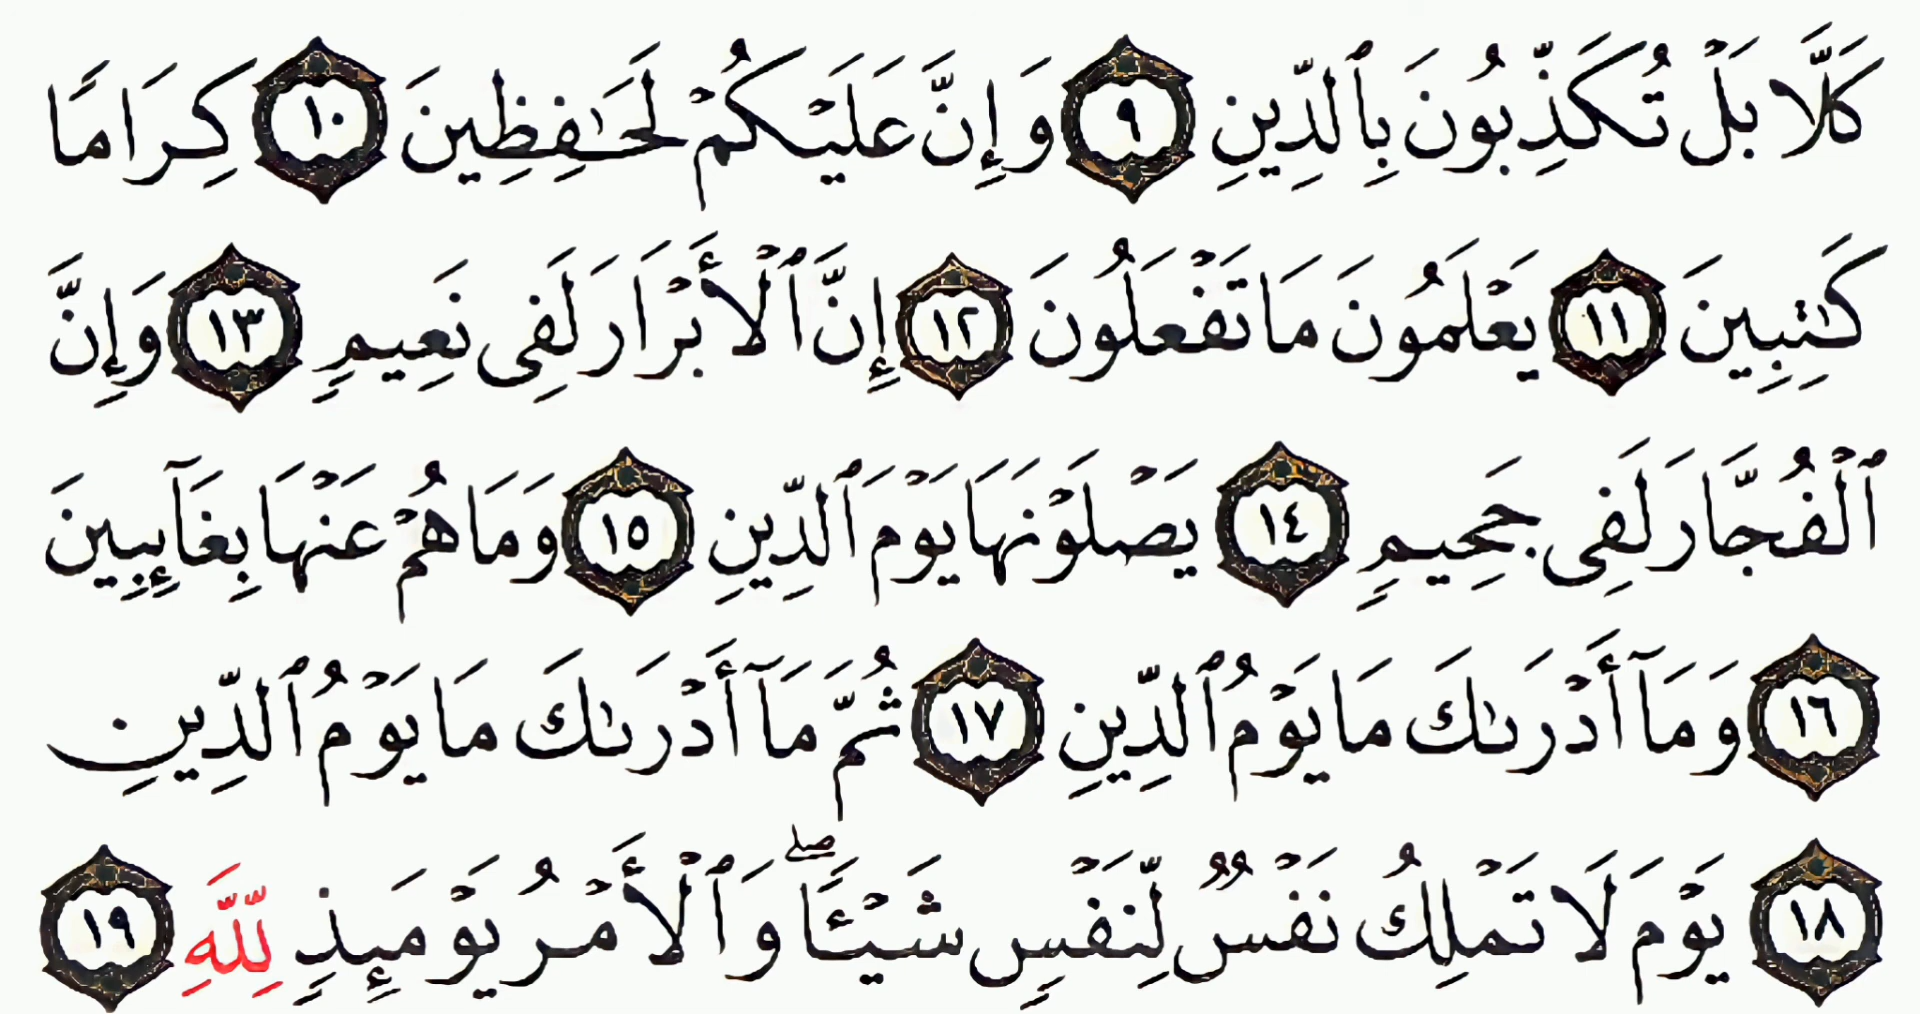 كَلَّا بَلْ تُكَذِّبُونَ بِٱلدِّينِ ٩ وَإِنَّ عَلَيْكُمْ لَحَٰفِظِينَ ١٠ كِرَامًا
كَٰتِبِينَ ١١ يَعْلَمُونَ مَا تَفْعَلُونَ ١٢ إِنَّ ٱلْأَبْرَارَ لَفِى نَعِيمٍ ١٣ وَإِنَّ
ٱلْفُجَّارَ لَفِى جَحِيمٍ ١٤ يَصْلَوْنَهَا يَوْمَ ٱلدِّينِ ١٥ وَمَا هُمْ عَنْهَا بِغَآئِبِينَ
١٦ وَمَآ أَدْرَىٰكَ مَا يَوْمُ ٱلدِّينِ ١٧ ثُمَّ مَآ أَدْرَىٰكَ مَا يَوْمُ ٱلدِّينِ
١٨ يَوْمَ لَا تَمْلِكُ نَفْسٌ لِّنَفْسٍ شَيْـًٔا ۖ وَٱلْأَمْرُ يَوْمَئِذٍ لِّلَّهِ ١٩